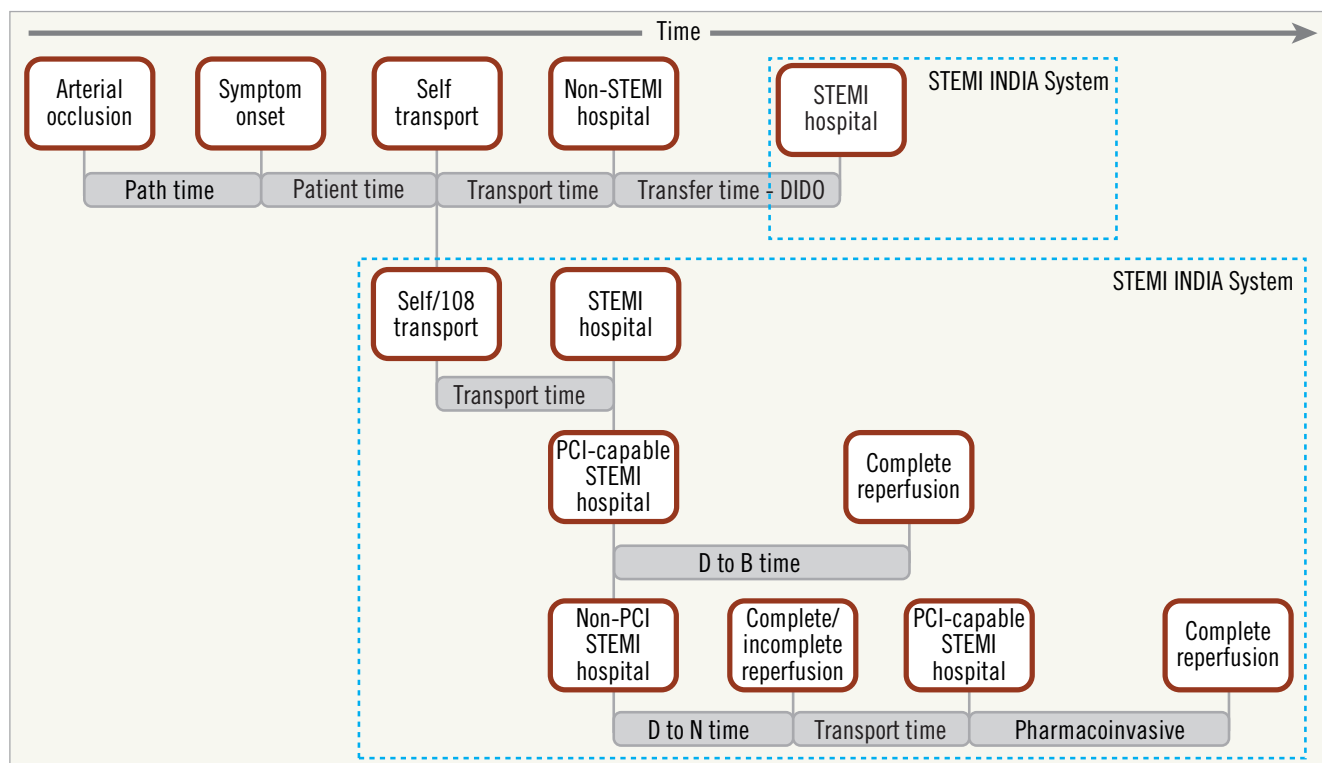 Time
STEMI INDIA System
Arterial
occlusion
Symptom
onset
Self
transport
Non-STEMI
hospital
STEMI
hospital
Path time
Patient time
Transport time
Transfer time - DIDO
STEMI INDIA System
Self/108
transport
STEMI
hospital
Transport time
PCI-capable
STEMI
hospital
Complete
reperfusion
D to B time
Non-PCI
STEMI
hospital
Complete/
incomplete
reperfusion
PCI-capable
STEMI
hospital
Complete
reperfusion
D to N time
Transport time
Pharmacoinvasive